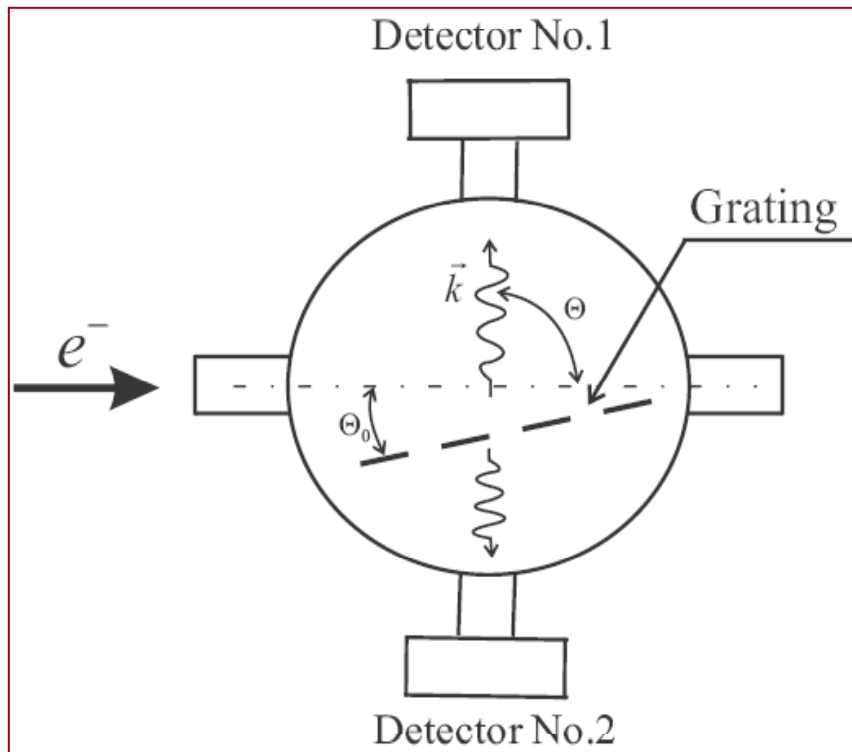 Detector No.1
Grating
k⃗
Θ
e⁻
Θ₀
Detector No.2